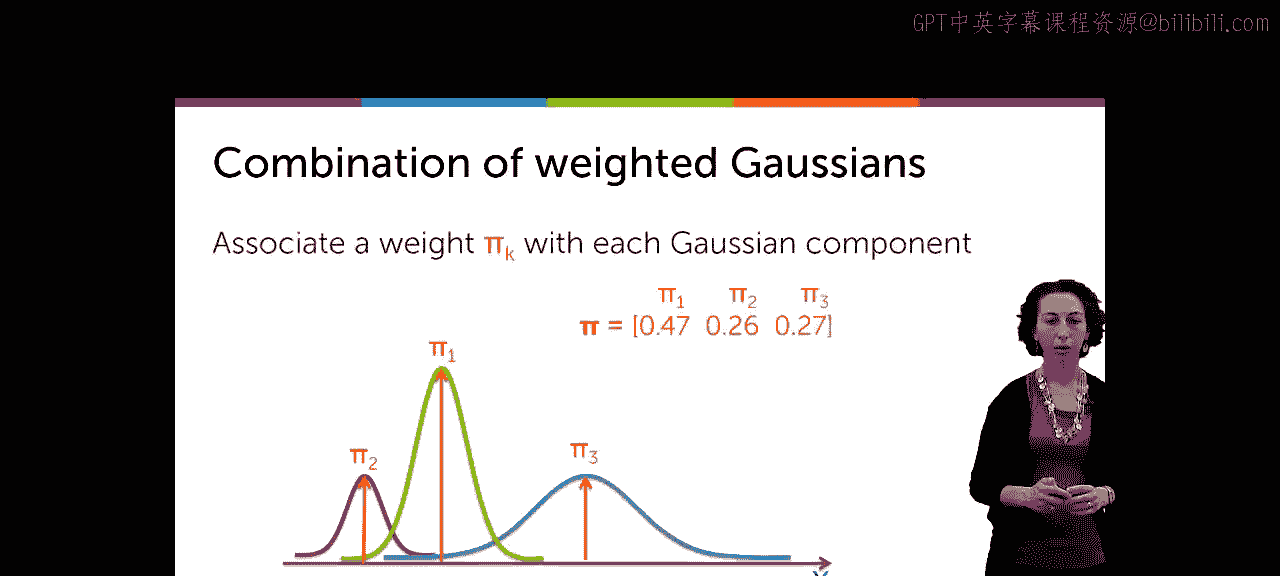 GPT中英字幕课程资源@bilibili.com
Combination of weighted Gaussians
Associate a weight πk with each Gaussian component
π1 π2 π3
π = [0.47 0.26 0.27]
π1
π2
π3